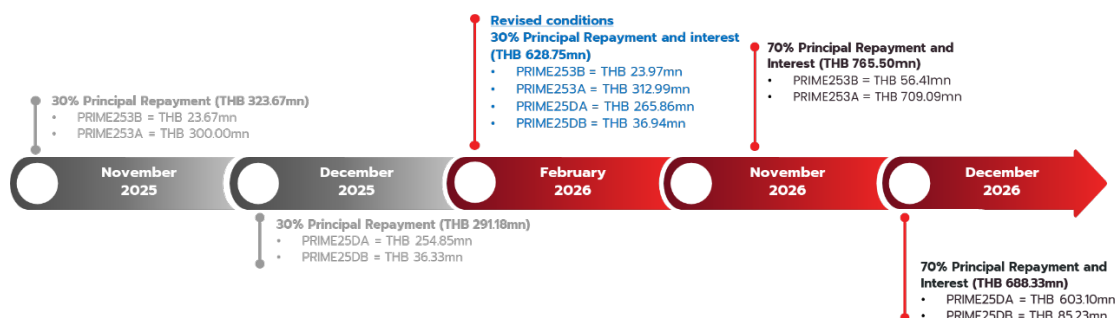 Revised conditions
30% Principal Repayment and interest
(THB 628.75mn)
• PRIME253B = THB 23.97mn
• PRIME253A = THB 312.99mn
• PRIME25DA = THB 265.86mn
• PRIME25DB = THB 36.94mn
70% Principal Repayment and
Interest (THB 765.50mn)
• PRIME253B = THB 56.41mn
• PRIME253A = THB 709.09mn
30% Principal Repayment (THB 323.67mn)
• PRIME253B = THB 23.67mn
• PRIME253A = THB 300.00mn
November
2025
December
2025
February
2026
November
2026
December
2026
30% Principal Repayment (THB 291.18mn)
• PRIME25DA = THB 254.85mn
• PRIME25DB = THB 36.33mn
70% Principal Repayment and
Interest (THB 688.33mn)
• PRIME25DA = THB 603.10mn
• PRIME25DB = THB 85.23mn